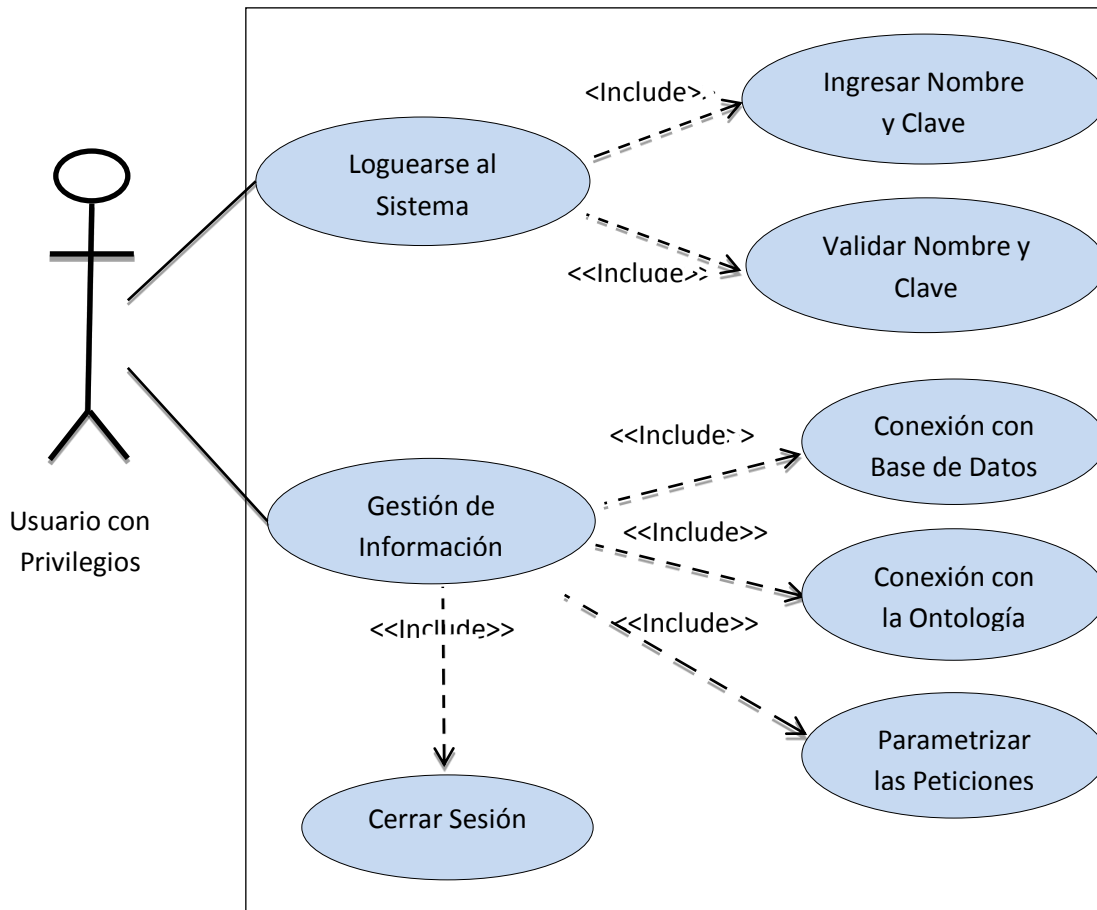 <Include>
Ingresar Nombre
y Clave
Loguearse al
Sistema
Validar Nombre y
Clave
<<Include>>
Conexión con
Base de Datos
<<Include>>
Gestión de
Información
Usuario con
Privilegios
<<Include>>
Conexión con
la Ontología
<<Include>>
<<Include>>
Parametrizar
las Peticiones
Cerrar Sesión